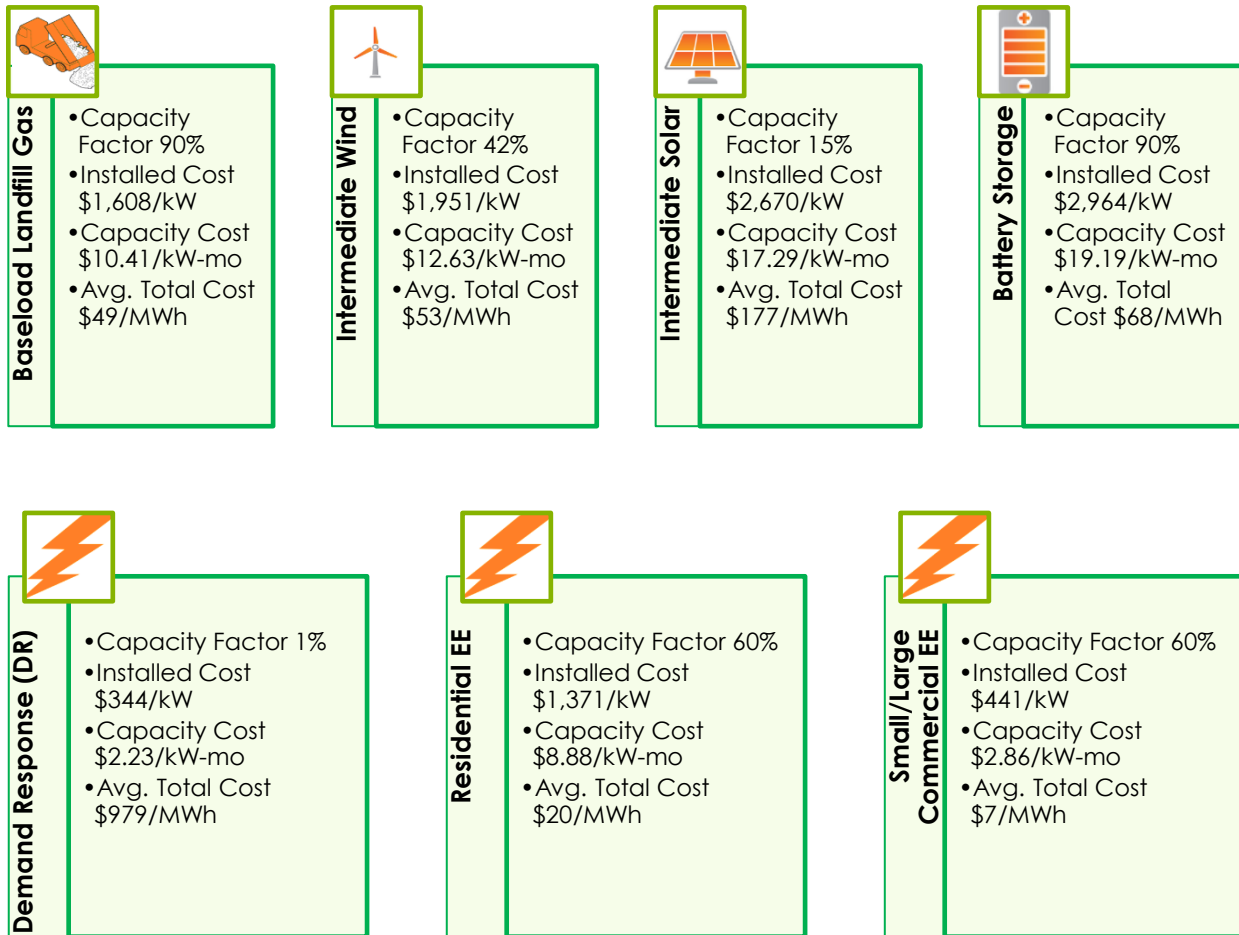 Baseload Landfill Gas
•Capacity
Factor 90%
•Installed Cost
$1,608/kW
•Capacity Cost
$10.41/kW-mo
•Avg. Total Cost
$49/MWh
Intermediate Wind
•Capacity
Factor 42%
•Installed Cost
$1,951/kW
•Capacity Cost
$12.63/kW-mo
•Avg. Total Cost
$53/MWh
Intermediate Solar
•Capacity
Factor 15%
•Installed Cost
$2,670/kW
•Capacity Cost
$17.29/kW-mo
•Avg. Total Cost
$177/MWh
Battery Storage
•Capacity
Factor 90%
•Installed Cost
$2,964/kW
•Capacity Cost
$19.19/kW-mo
•Avg. Total
Cost $68/MWh
Demand Response (DR)
•Capacity Factor 1%
•Installed Cost
$344/kW
•Capacity Cost
$2.23/kW-mo
•Avg. Total Cost
$979/MWh
Residential EE
•Capacity Factor 60%
•Installed Cost
$1,371/kW
•Capacity Cost
$8.88/kW-mo
•Avg. Total Cost
$20/MWh
Small/Large
Commercial EE
•Capacity Factor 60%
•Installed Cost
$441/kW
•Capacity Cost
$2.86/kW-mo
•Avg. Total Cost
$7/MWh